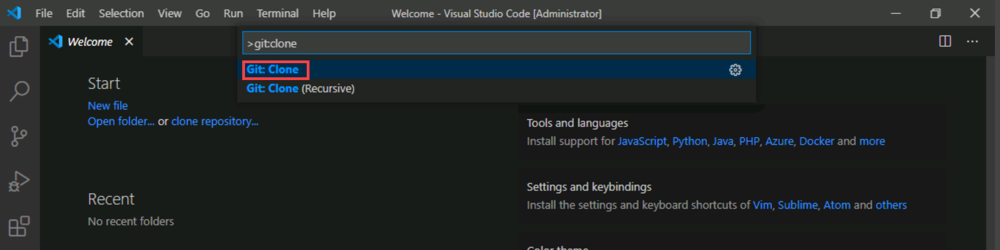 File Edit Selection View Go Run Terminal Help Welcome - Visual Studio Code [Administrator]
Welcome
>git:clone
Git: Clone
Git: Clone (Recursive)
Start
New file
Open folder... or clone repository...
Recent
No recent folders
Tools and languages
Install support for JavaScript, Python, Java, PHP, Azure, Docker and more
Settings and keybindings
Install the settings and keyboard shortcuts of Vim, Sublime, Atom and others
Color theme